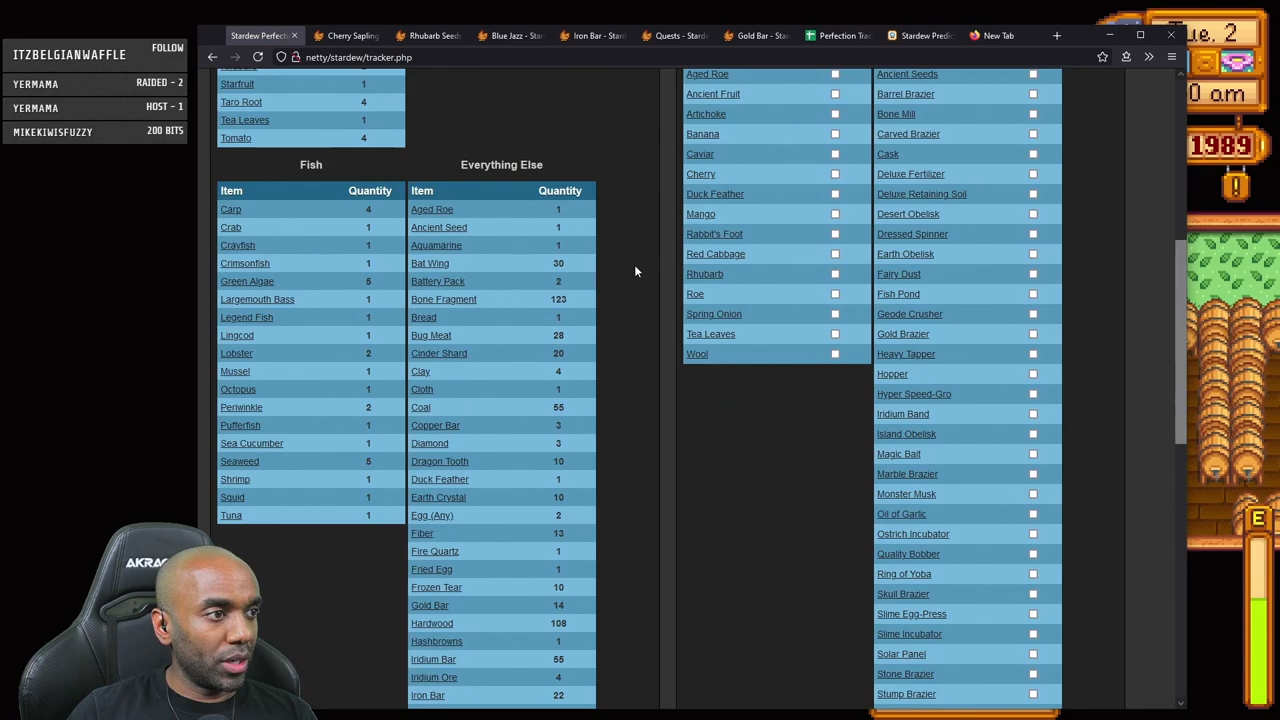 ITZBELGIANWAFFLE FOLLOW
YERMAMA RAIDED - 2
YERMAMA HOST - 1
MIKEKIWISFUZZY 200 BITS
Stardew Perfecti
Cherry Sapling
Rhubarb Seeds
Blue Jazz - Sta
Iron Bar - Stard
Quests - Stardew
Gold Bar - Star
Perfection Trac
Stardew Predic
New Tab
netty/stardew/tracker.php
Starfruit 1
Taro Root 4
Tea Leaves 1
Tomato 4
Fish
Item Quantity
Carp 4
Crab 1
Crayfish 1
Crimsonfish 1
Green Algae 5
Largemouth Bass 1
Legend Fish 1
Lingcod 1
Lobster 2
Mussel 1
Octopus 1
Periwinkle 2
Pufferfish 1
Sea Cucumber 1
Seaweed 5
Shrimp 1
Squid 1
Tuna 1
Everything Else
Item Quantity
Aged Roe 1
Ancient Seed 1
Aquamarine 1
Bat Wing 30
Battery Pack 2
Bone Fragment 123
Bread 1
Bug Meat 28
Cinder Shard 20
Clay 4
Cloth 1
Coal 55
Copper Bar 3
Diamond 3
Dragon Tooth 10
Duck Feather 1
Earth Crystal 10
Egg (Any) 2
Fiber 13
Fire Quartz 1
Fried Egg 1
Frozen Tear 10
Gold Bar 14
Hardwood 108
Hashbrowns 1
Iridium Bar 55
Iridium Ore 4
Iron Bar 22
Aged Roe
Ancient Fruit
Artichoke
Banana
Caviar
Cherry
Duck Feather
Mango
Rabbit's Foot
Red Cabbage
Rhubarb
Roe
Spring Onion
Tea Leaves
Wool
Ancient Seeds
Barrel Brazier
Bone Mill
Carved Brazier
Cask
Deluxe Fertilizer
Deluxe Retaining Soil
Desert Obelisk
Dressed Spinner
Earth Obelisk
Fairy Dust
Fish Pond
Geode Crusher
Gold Brazier
Heavy Tapper
Hopper
Hyper Speed-Gro
Iridium Band
Island Obelisk
Magic Bait
Marble Brazier
Monster Musk
Oil of Garlic
Ostrich Incubator
Quality Bobber
Ring of Yoba
Skull Brazier
Slime Egg-Press
Slime Incubator
Solar Panel
Stone Brazier
Stump Brazier
ue. 2
0 am
1989
!
E
AKRAC